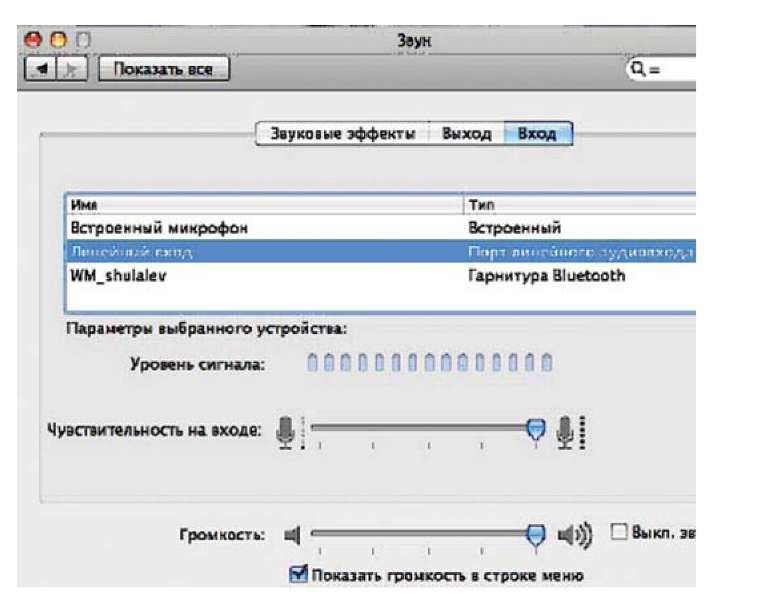 Звук
Показать все
Звуковые эффекты Выход Вход
Имя Тип
Встроенный микрофон Встроенный
Линейный вход Порт линейного аудиовхода
WM_shulalev Гарнитура Bluetooth
Параметры выбранного устройства:
Уровень сигнала:
Чувствительность на входе:
Громкость: Выкл. зв
Показать громкость в строке меню